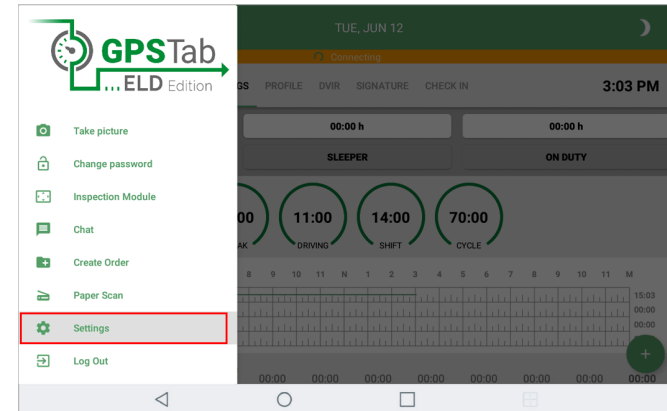 GPSTab
...ELD Edition
Take picture
Change password
Inspection Module
Chat
Create Order
Paper Scan
Settings
Log Out
TUE, JUN 12
Connecting
GS PROFILE DVIR SIGNATURE CHECK IN 3:03 PM
00:00 h 00:00 h
SLEEPER ON DUTY
00 11:00 14:00 70:00
AK DRIVING SHIFT CYCLE
8 9 10 11 N 1 2 3 4 5 6 7 8 9 10 11 M
15:03
00:00
00:00
+
00:00 00:00 00:00 00:00 00:00 00:00 00:00 00:00